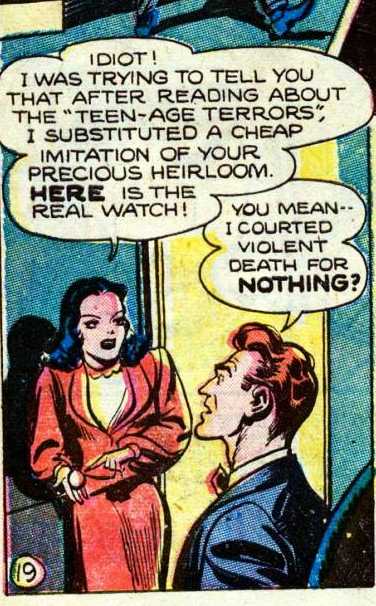 IDIOT!
I WAS TRYING TO TELL YOU
THAT AFTER READING ABOUT
THE "TEEN-AGE TERRORS",
I SUBSTITUTED A CHEAP
IMITATION OF YOUR
PRECIOUS HEIRLOOM.
HERE IS THE
REAL WATCH!
YOU MEAN--
I COURTED
VIOLENT
DEATH FOR
NOTHING?
19